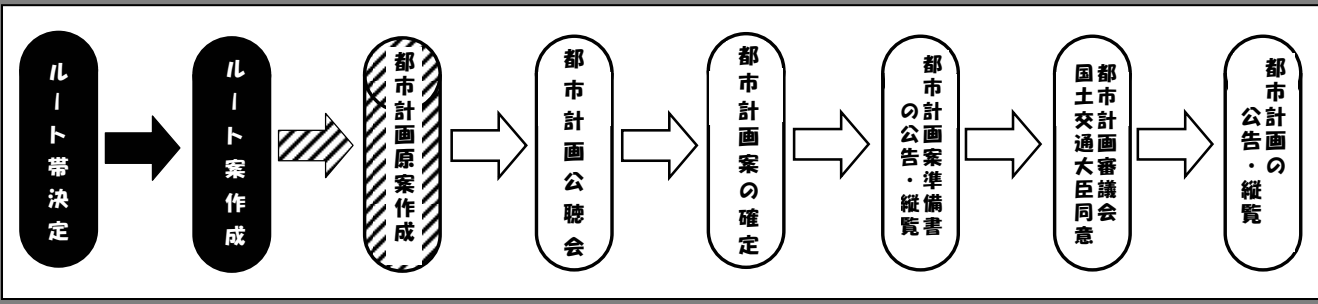 ルート帯決定
ルート案作成
都市計画原案作成
都市計画公聴会
都市計画案の確定
都市計画案準備書
の公告・縦覧
都市計画審議会
国土交通大臣同意
都市計画の
公告・縦覧